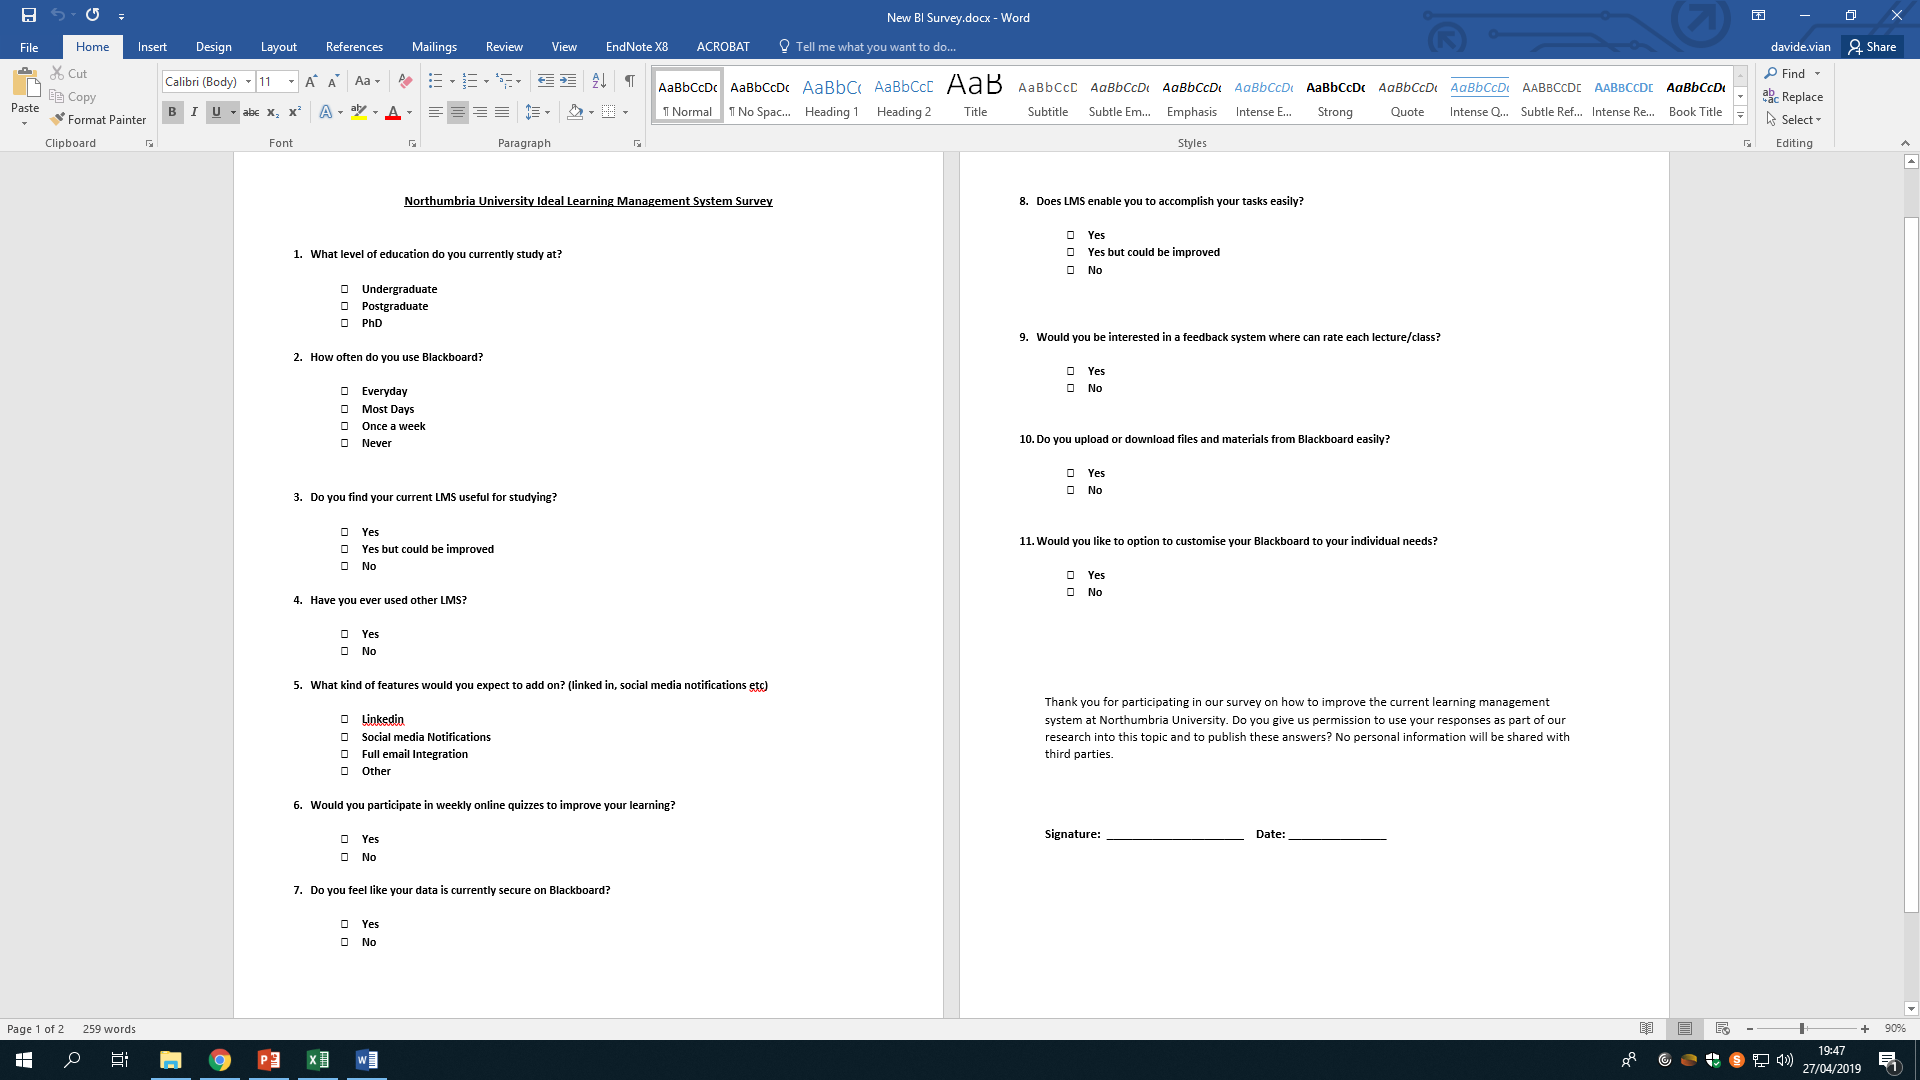 New BI Survey.docx - Word
File Home Insert Design Layout References Mailings Review View EndNote X8 ACROBAT Tell me what you want to do... davide.vian Share
Paste
Cut
Copy
Format Painter
Clipboard
Calibri (Body) 11
Font
Paragraph
AaBbCcDc AaBbCcDc AaBbCc AaBbCcD AaB AaBbCcD AaBbCcDc AaBbCcDc AaBbCcDc AaBbCcDc AaBbCcDc AaBbCcDc AaBbCcDc AaBbCcDc AaBbCcDc
¶ Normal ¶ No Spac... Heading 1 Heading 2 Title Subtitle Subtle Em... Emphasis Intense E... Strong Quote Intense Q... Subtle Ref... Intense Re... Book Title
Styles
Find
Replace
Select
Editing
Northumbria University Ideal Learning Management System Survey
1. What level of education do you currently study at?
Undergraduate
Postgraduate
PhD
2. How often do you use Blackboard?
Everyday
Most Days
Once a week
Never
3. Do you find your current LMS useful for studying?
Yes
Yes but could be improved
No
4. Have you ever used other LMS?
Yes
No
5. What kind of features would you expect to add on? (linked in, social media notifications etc)
Linkedin
Social media Notifications
Full email Integration
Other
6. Would you participate in weekly online quizzes to improve your learning?
Yes
No
7. Do you feel like your data is currently secure on Blackboard?
Yes
No
8. Does LMS enable you to accomplish your tasks easily?
Yes
Yes but could be improved
No
9. Would you be interested in a feedback system where can rate each lecture/class?
Yes
No
10. Do you upload or download files and materials from Blackboard easily?
Yes
No
11. Would you like to option to customise your Blackboard to your individual needs?
Yes
No
Thank you for participating in our survey on how to improve the current learning management
system at Northumbria University. Do you give us permission to use your responses as part of our
research into this topic and to publish these answers? No personal information will be shared with
third parties.
Signature: ______________________ Date: ________________
Page 1 of 2 259 words
90%
19:47
27/04/2019